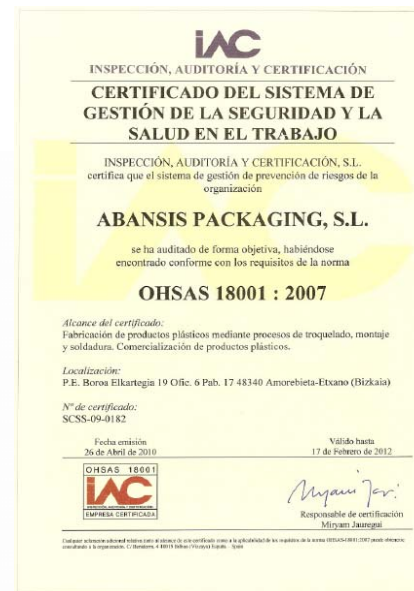 iAC
INSPECCIÓN, AUDITORÍA Y CERTIFICACIÓN
CERTIFICADO DEL SISTEMA DE
GESTIÓN DE LA SEGURIDAD Y LA
SALUD EN EL TRABAJO
INSPECCIÓN, AUDITORÍA Y CERTIFICACIÓN, S.L.
certifica que el sistema de gestión de prevención de riesgos de la
organización
ABANSIS PACKAGING, S.L.
se ha auditado de forma objetiva, habiéndose
encontrado conforme con los requisitos de la norma
OHSAS 18001 : 2007
Alcance del certificado:
Fabricación de productos plásticos mediante procesos de troquelado, montaje
y soldadura. Comercialización de productos plásticos.
Localización:
P.E. Boroa Elkartegia 19 Ofic. 6 Pab. 17 48340 Amorebieta-Etxano (Bizkaia)
Nº de certificado:
SCSS-09-0182
Fecha emisión
26 de Abril de 2010
Válido hasta
17 de Febrero de 2012
OHSAS 18001
iAC
EMPRESA CERTIFICADA
Responsable de certificación
Miryam Jauregui